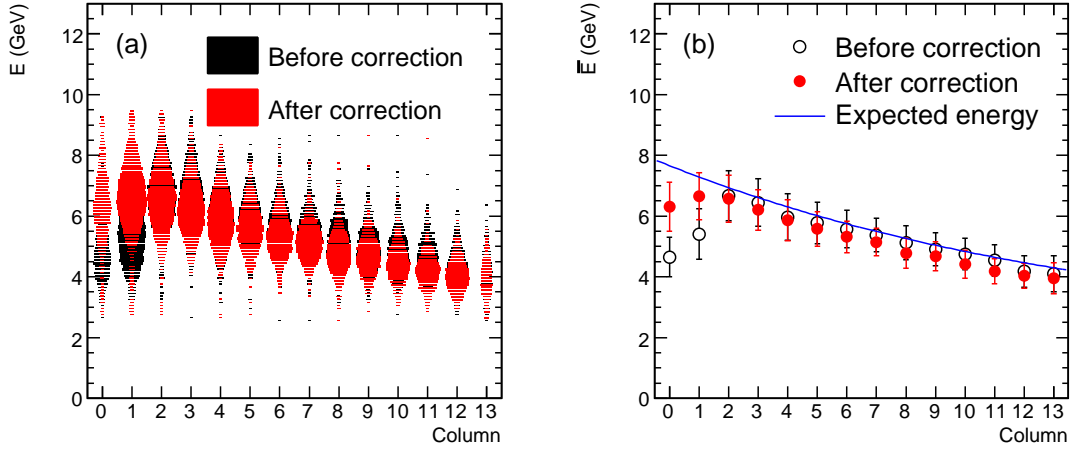 E (GeV)
(a)
Before correction
After correction
12
10
8
6
4
2
0
0 1 2 3 4 5 6 7 8 9 10 11 12 13
Column
E̅ (GeV)
(b)
Before correction
After correction
Expected energy
12
10
8
6
4
2
0
0 1 2 3 4 5 6 7 8 9 10 11 12 13
Column